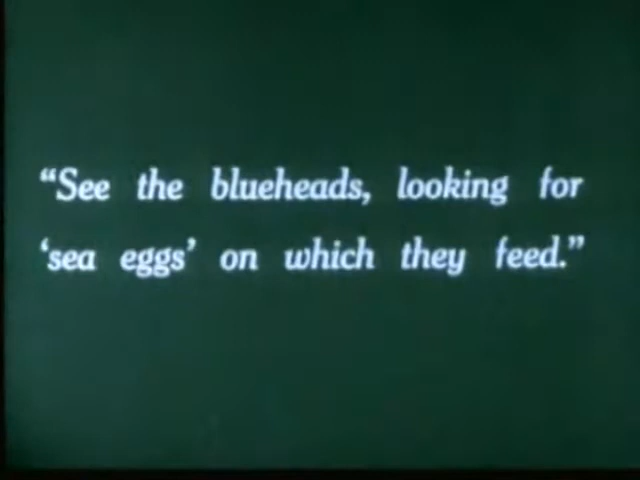 “See the blueheads, looking for
‘sea eggs’ on which they feed.”